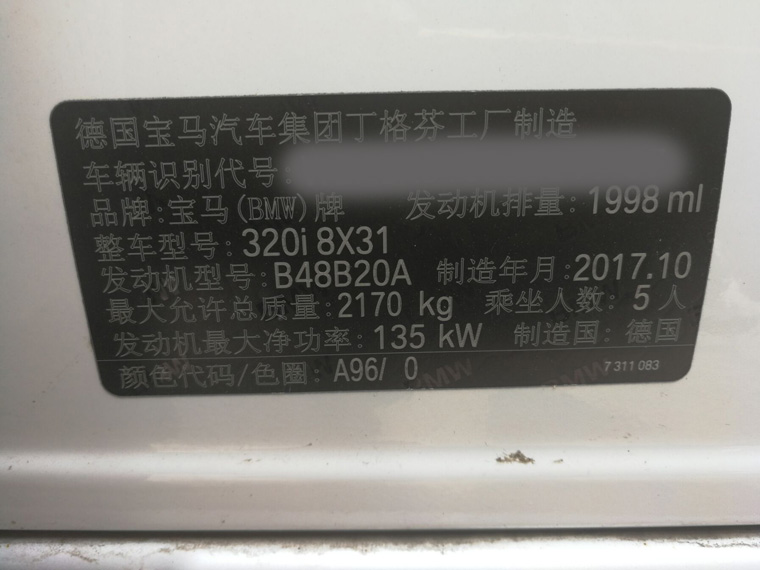 德国宝马汽车集团丁格芬工厂制造
车辆识别代号
品牌:宝马(BMW)牌 发动机排量: 1998 ml
整车型号: 320i 8X31
发动机型号: B48B20A 制造年月: 2017.10
最大允许总质量: 2170 kg 乘坐人数: 5人
发动机最大净功率: 135 kW 制造国: 德国
颜色代码/色圈: A96/ 0 7 311 083